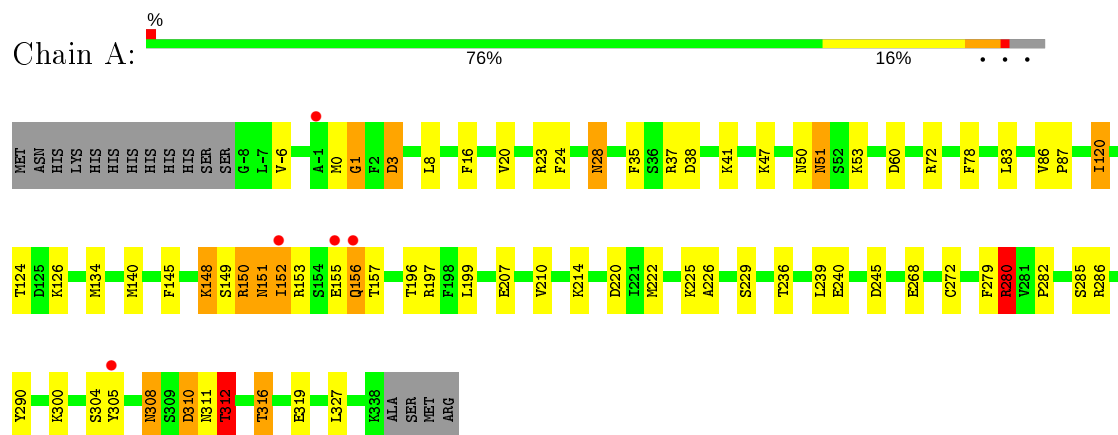 %
Chain A:
76% 16% • • •
MET ASN HIS LYS HIS HIS HIS HIS HIS HIS SER SER G-8 L-7 V-6 A-1 M0 G1 F2 D3 L8 F16 V20 R23 F24 N28 F35 S36 R37 D38 K41 K47 N50 N51 S52 K53 D60 R72 F78 L83 V86 P87 I120
T124 D125 K126 M134 M140 F145 K148 S149 R150 N151 I152 R153 S154 E155 Q156 T157 T196 R197 F198 L199 E207 V210 K214 D220 I221 M222 K225 A226 S229 T236 L239 E240 D245 E268 C272 F279 R280 V281 P282 S285 R286
Y290 K300 S304 Y305 N308 S309 D310 N311 T312 T316 E319 L327 K338 ALA SER MET ARG